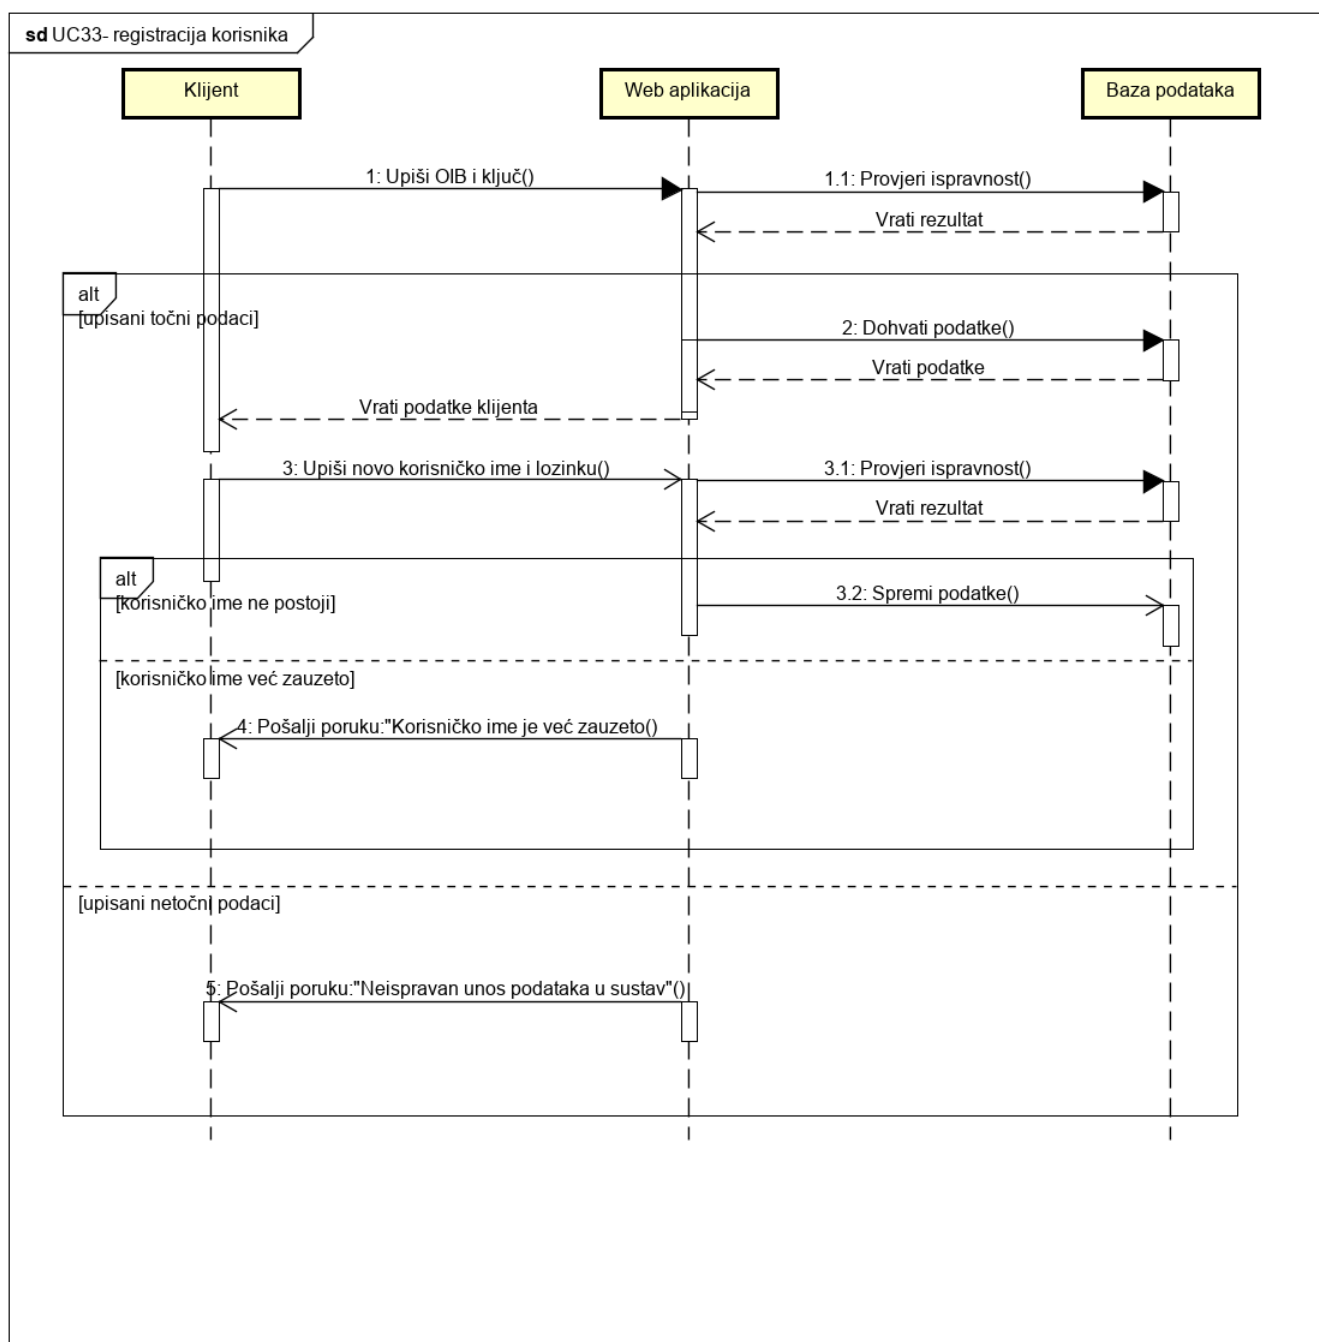 sd UC33- registracija korisnika
Klijent
Web aplikacija
Baza podataka
1: Upiši OIB i ključ()
1.1: Provjeri ispravnost()
Vrati rezultat
alt
[upisani točni podaci]
2: Dohvati podatke()
Vrati podatke
Vrati podatke klijenta
3: Upiši novo korisničko ime i lozinku()
3.1: Provjeri ispravnost()
Vrati rezultat
alt
[korisničko ime ne postoji]
3.2: Spremi podatke()
[korisničko ime već zauzeto]
4: Pošalji poruku:"Korisničko ime je već zauzeto()
[upisani netočni podaci]
5: Pošalji poruku:"Neispravan unos podataka u sustav"()